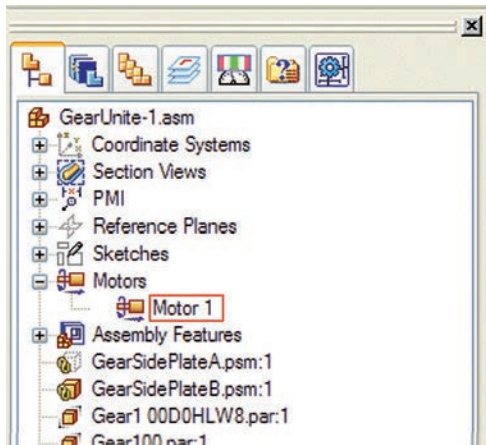 GearUnite-1.asm
Coordinate Systems
Section Views
PMI
Reference Planes
Sketches
Motors
Motor 1
Assembly Features
GearSidePlateA.psm:1
GearSidePlateB.psm:1
Gear1 00D0HLW8.par:1
Gear100.par:1